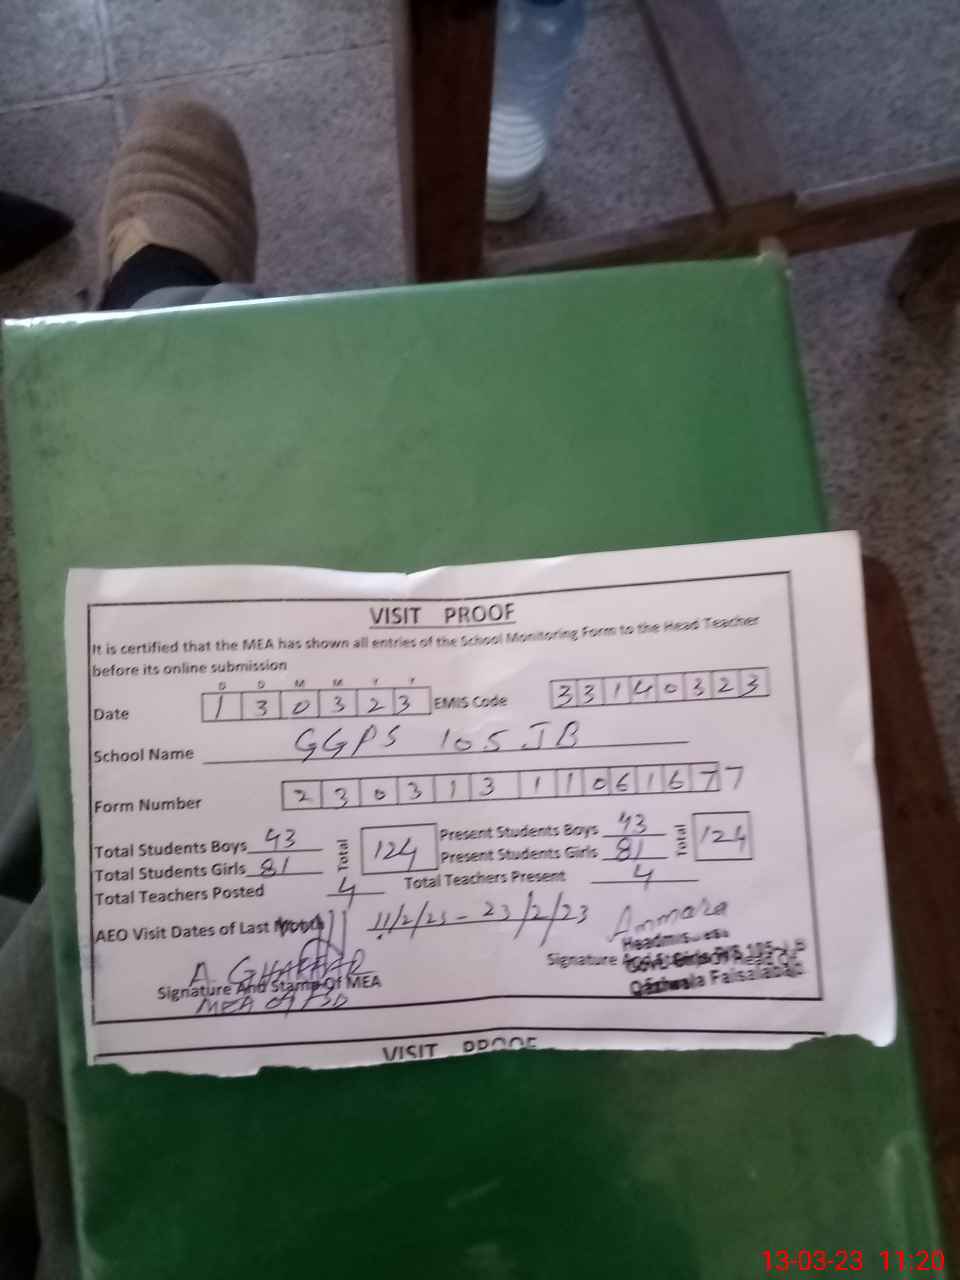 VISIT PROOF
It is certified that the MEA has shown all entries of the School Monitoring Form to the Head Teacher
before its online submission
D D M M Y Y
Date 1 3 0 3 2 3 EMIS Code 3 3 1 4 0 3 2 3
School Name GGPS 105 JB
Form Number 2 3 0 3 1 3 1 1 0 6 1 6 7 7
Total Students Boys 43 Total 124 Present Students Boys 43 Total 124
Total Students Girls 81 Present Students Girls 81
Total Teachers Posted 4 Total Teachers Present 4
AEO Visit Dates of Last 11/2/23 - 23/2/23 Ammara
A. GHAFFAR
Signature And Stamp Of MEA Signature
MEA Faisalabad
VISIT PROOF
13-03-23 11:20